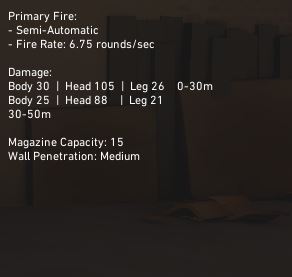 Primary Fire:
- Semi-Automatic
- Fire Rate: 6.75 rounds/sec
Damage:
Body 30 | Head 105 | Leg 26 0-30m
Body 25 | Head 88 | Leg 21
30-50m
Magazine Capacity: 15
Wall Penetration: Medium